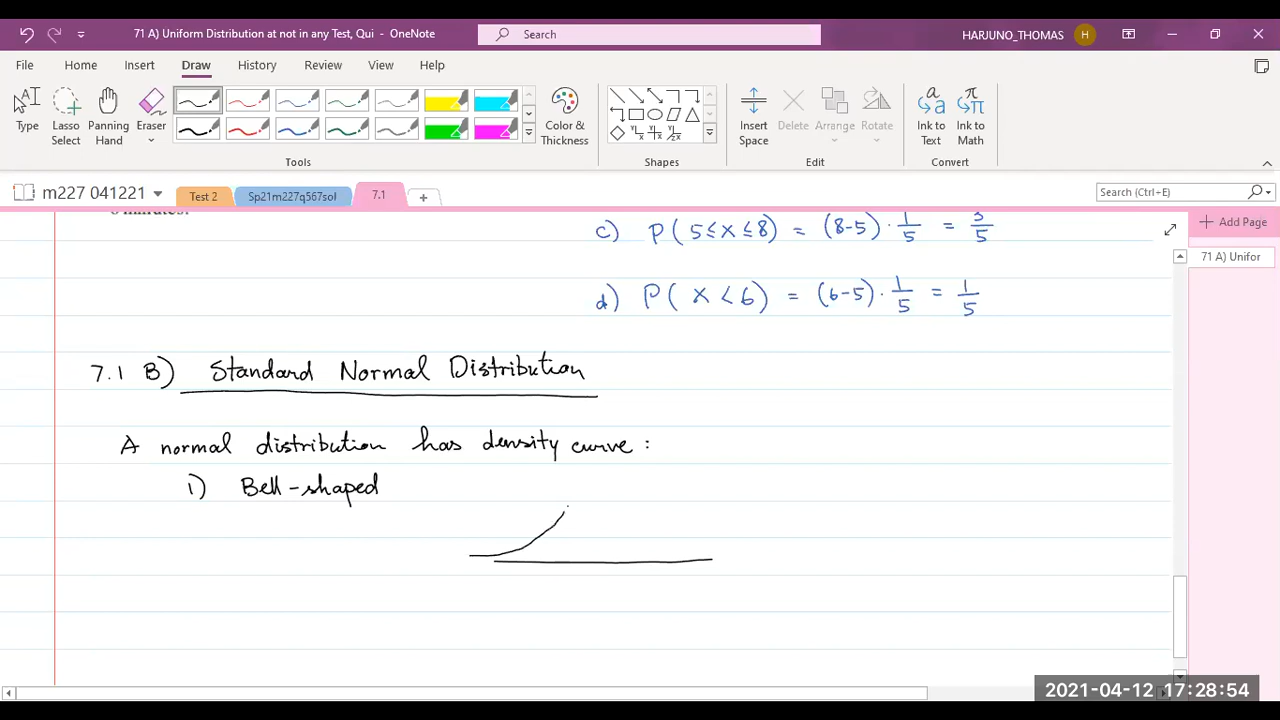 71 A) Uniform Distribution at not in any Test, Qui - OneNote
Search
HARJUNO_THOMAS
H
File Home Insert Draw History Review View Help
Type
Lasso Select
Panning Hand
Eraser
Color & Thickness
Insert Space
Delete
Arrange
Rotate
Ink to Text
Ink to Math
Tools Shapes Edit Convert
m227 041221
Test 2
Sp21m227q567sol
7.1
Search (Ctrl+E)
Add Page
71 A) Unifor
minutes.
c) P( 5 ≤ x ≤ 8) = (8-5) · 1/5 = 3/5
d) P( x < 6) = (6-5) · 1/5 = 1/5
7.1 B) Standard Normal Distribution
A normal distribution has density curve :
1) Bell-shaped
2021-04-12 17:28:54